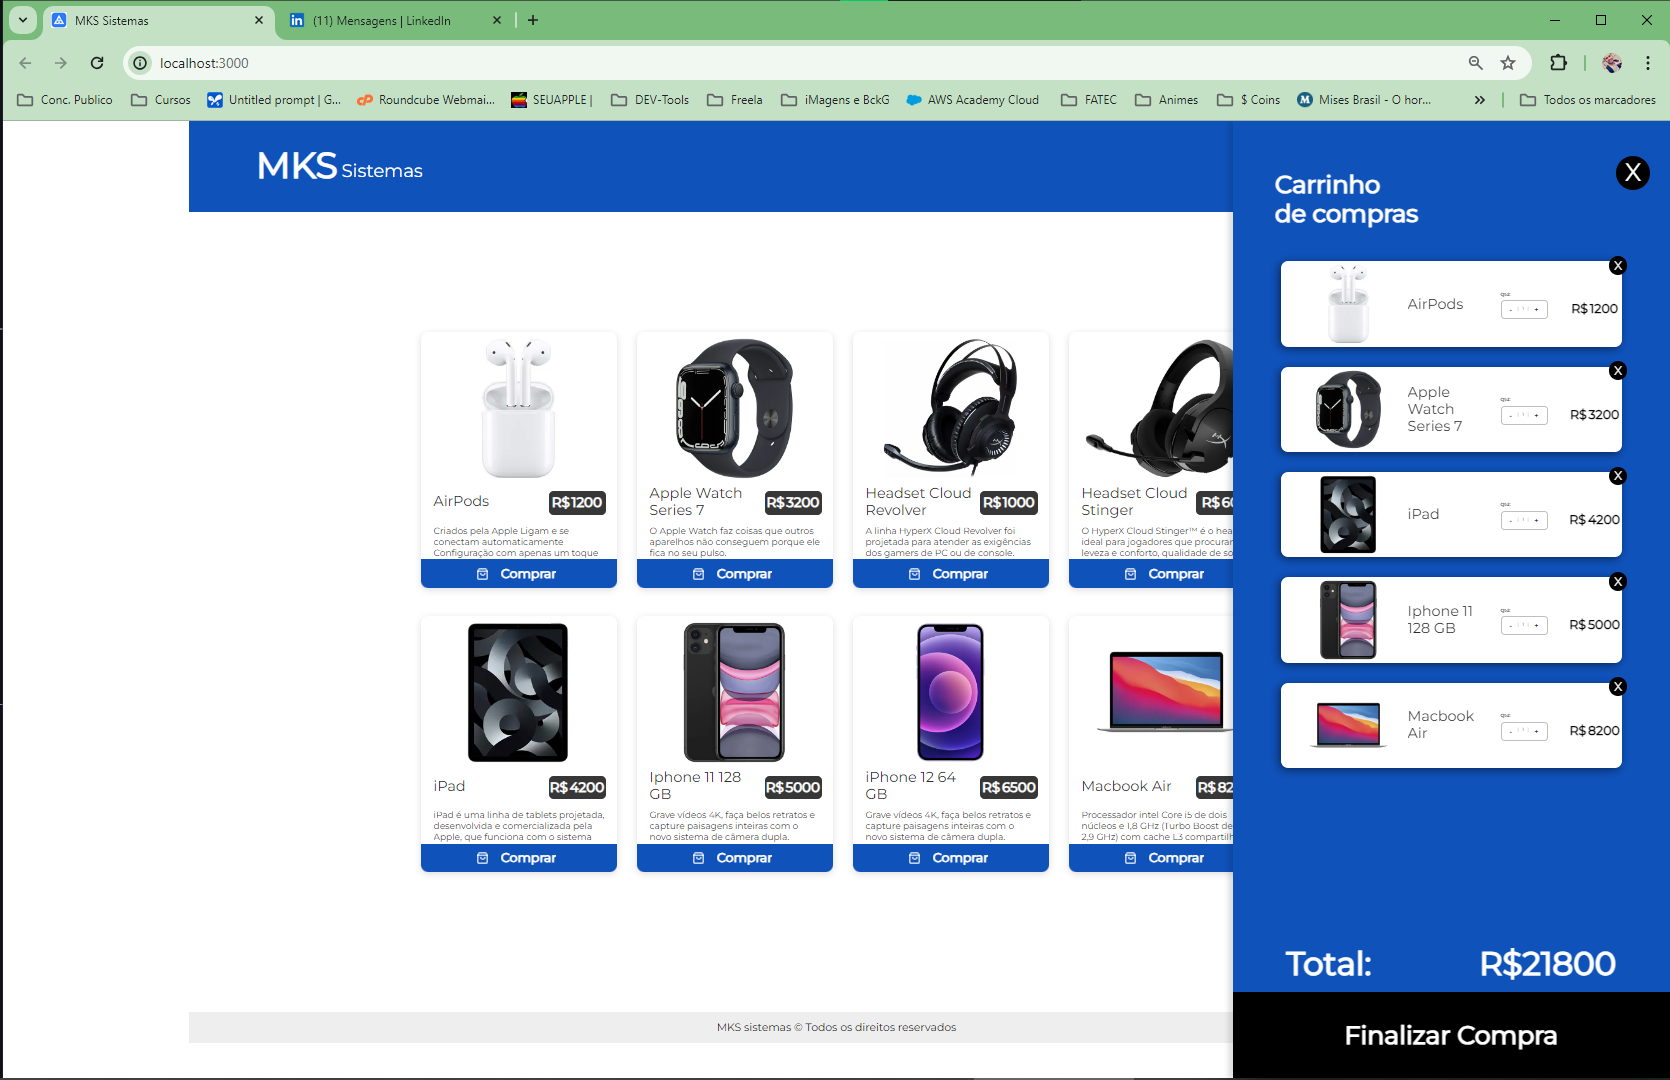 MKS Sistemas
(11) Mensagens | LinkedIn
localhost:3000
Conc. Publico
Cursos
Untitled prompt | G...
Roundcube Webmai...
SEUAPPLE |
DEV-Tools
Freela
iMagens e BckG
AWS Academy Cloud
FATEC
Animes
$ Coins
Mises Brasil - O hor...
Todos os marcadores
MKS Sistemas
AirPods
R$1200
Criados pela Apple Ligam e se
conectam automaticamente
Configuração com apenas um toque
Comprar
Apple Watch
Series 7
R$3200
O Apple Watch faz coisas que outros
aparelhos não conseguem porque ele
fica no seu pulso.
Comprar
Headset Cloud
Revolver
R$1000
A linha HyperX Cloud Revolver foi
projetada para atender as exigências
dos gamers de PC ou de console.
Comprar
Headset Cloud
Stinger
R$60
O HyperX Cloud Stinger™ é o hea
ideal para jogadores que procuran
leveza e conforto, qualidade de so
Comprar
iPad
R$4200
iPad é uma linha de tablets projetada,
desenvolvida e comercializada pela
Apple, que funciona com o sistema
Comprar
Iphone 11 128
GB
R$5000
Grave vídeos 4K, faça belos retratos e
capture paisagens inteiras com o
novo sistema de câmera dupla.
Comprar
iPhone 12 64
GB
R$6500
Grave vídeos 4K, faça belos retratos e
capture paisagens inteiras com o
novo sistema de câmera dupla.
Comprar
Macbook Air
R$82
Processador intel Core i5 de dois
núcleos e 1,8 GHz (Turbo Boost de
2,9 GHz) com cache L3 compartilh
Comprar
MKS sistemas © Todos os direitos reservados
Carrinho
de compras
X
X
AirPods
- 1 +
R$1200
X
Apple
Watch
Series 7
- 1 +
R$3200
X
iPad
- 1 +
R$4200
X
Iphone 11
128 GB
- 1 +
R$5000
X
Macbook
Air
- 1 +
R$8200
Total:
R$21800
Finalizar Compra